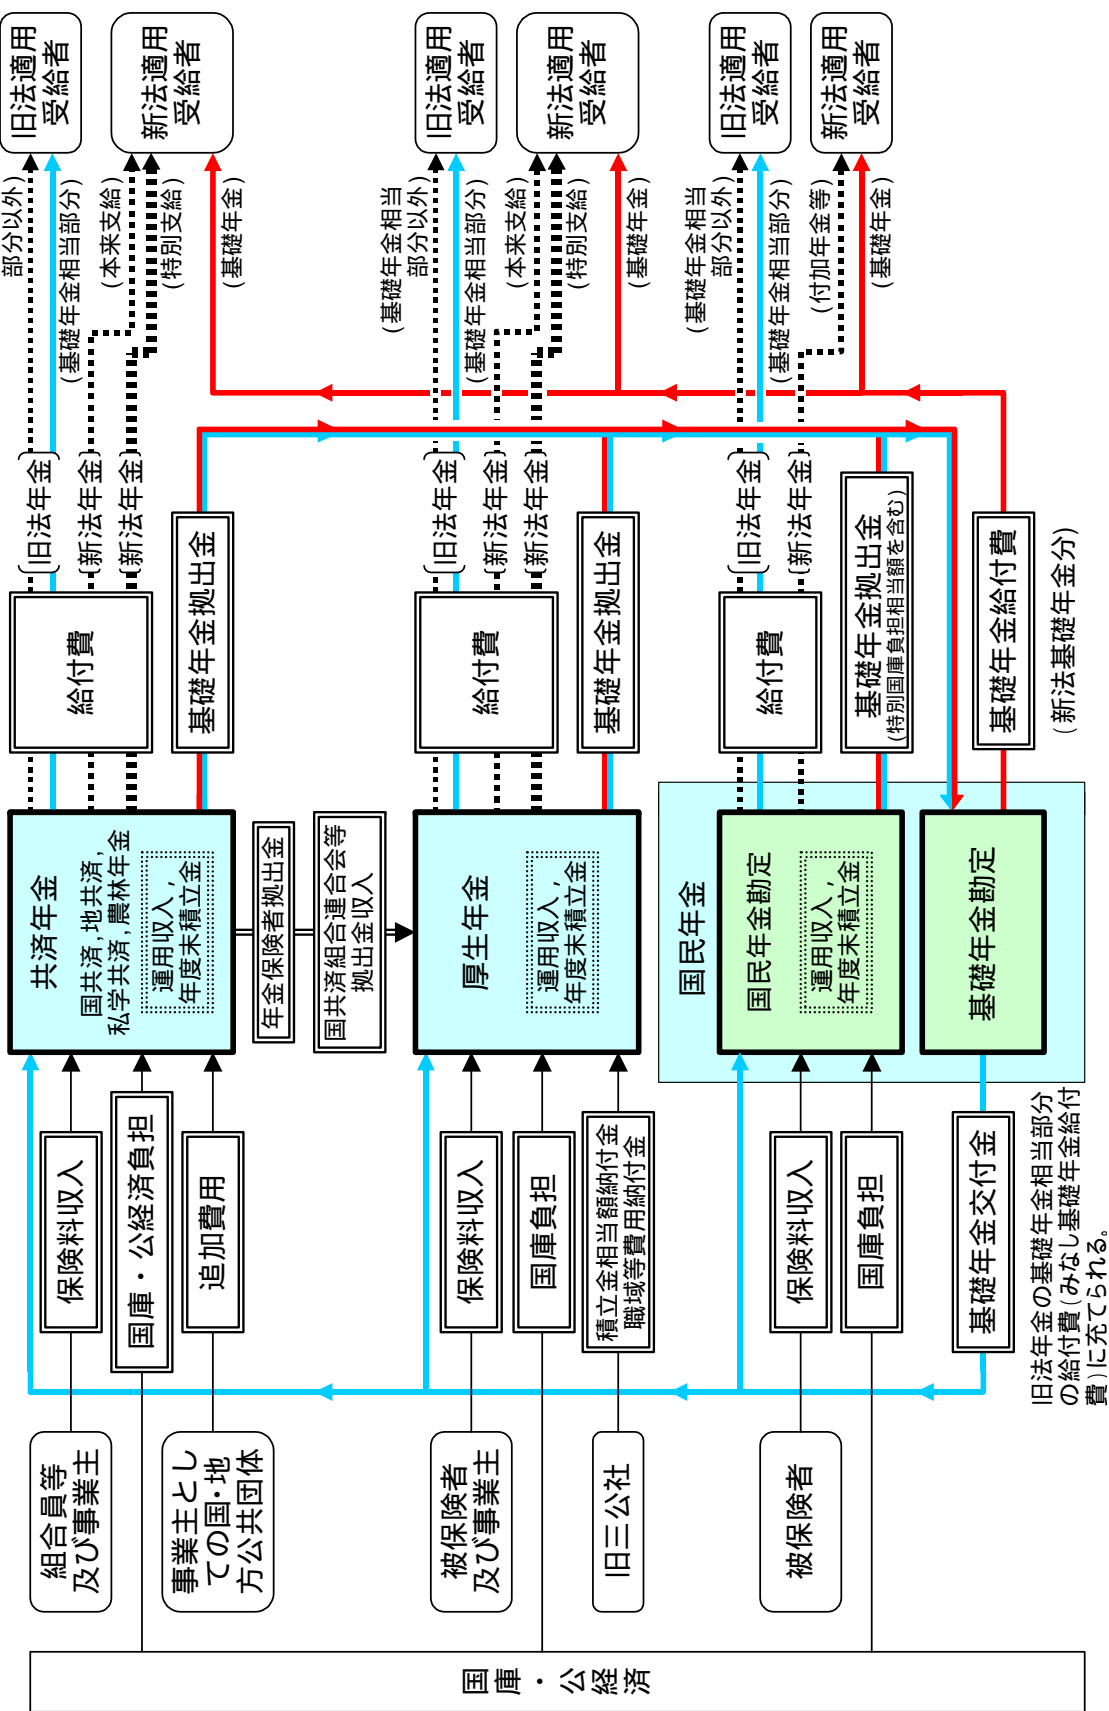 国庫・公経済
組合員等
及び事業主
事業主とし
ての国・地
方公共団体
被保険者
及び事業主
旧三公社
被保険者
保険料収入
国庫・公経済負担
追加費用
保険料収入
国庫負担
積立金相当額納付金
職域等費用納付金
保険料収入
国庫負担
基礎年金交付金
旧法年金の基礎年金相当部分
の給付費(みなし基礎年金給付
費)に充てられる。
共済年金
国共済,地共済,
私学共済,農林年金
運用収入,
年度末積立金
年金保険者拠出金
国共済組合連合会等
拠出金収入
厚生年金
運用収入,
年度末積立金
国民年金
国民年金勘定
運用収入,
年度末積立金
基礎年金勘定
給付費
基礎年金拠出金
給付費
基礎年金拠出金
給付費
基礎年金拠出金
(特別国庫負担相当額を含む)
基礎年金給付費
(新法基礎年金分)
(旧法年金)
(新法年金)
(新法年金)
(旧法年金)
(新法年金)
(新法年金)
(旧法年金)
(新法年金)
部分以外)
(基礎年金相当部分)
(本来支給)
(特別支給)
(基礎年金)
(基礎年金相当
部分以外)
(基礎年金相当部分)
(本来支給)
(特別支給)
(基礎年金)
(基礎年金相当
部分以外)
(基礎年金相当部分)
(付加年金等)
(基礎年金)
旧法適用
受給者
新法適用
受給者
旧法適用
受給者
新法適用
受給者
旧法適用
受給者
新法適用
受給者